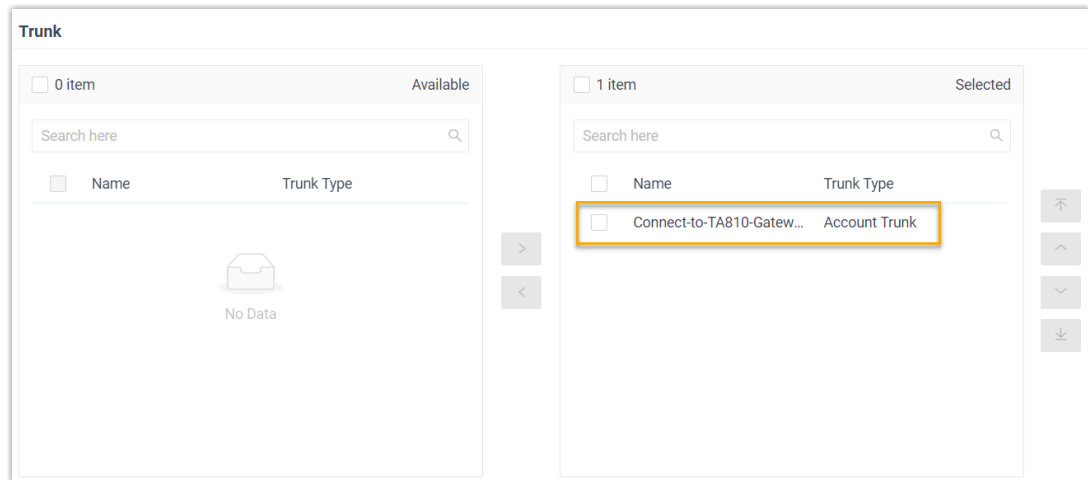 Trunk
0 item Available
Search here
Name Trunk Type
No Data
>
<
1 item Selected
Search here
Name Trunk Type
Connect-to-TA810-Gatew... Account Trunk